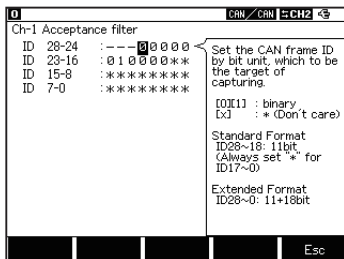 0 CAN/CAN ⇆CH2
Ch-1 Acceptance filter
ID 28-24 :---00000
ID 23-16 :010000**
ID 15-8 :********
ID 7-0 :********
Set the CAN frame ID
by bit unit, which to be
the target of
capturing.
[0][1] : binary
[x] : * (Don't care)
Standard Format
ID28~18: 11bit
(Always set "*" for
ID17~0)
Extended Format
ID28~0: 11+18bit
Esc